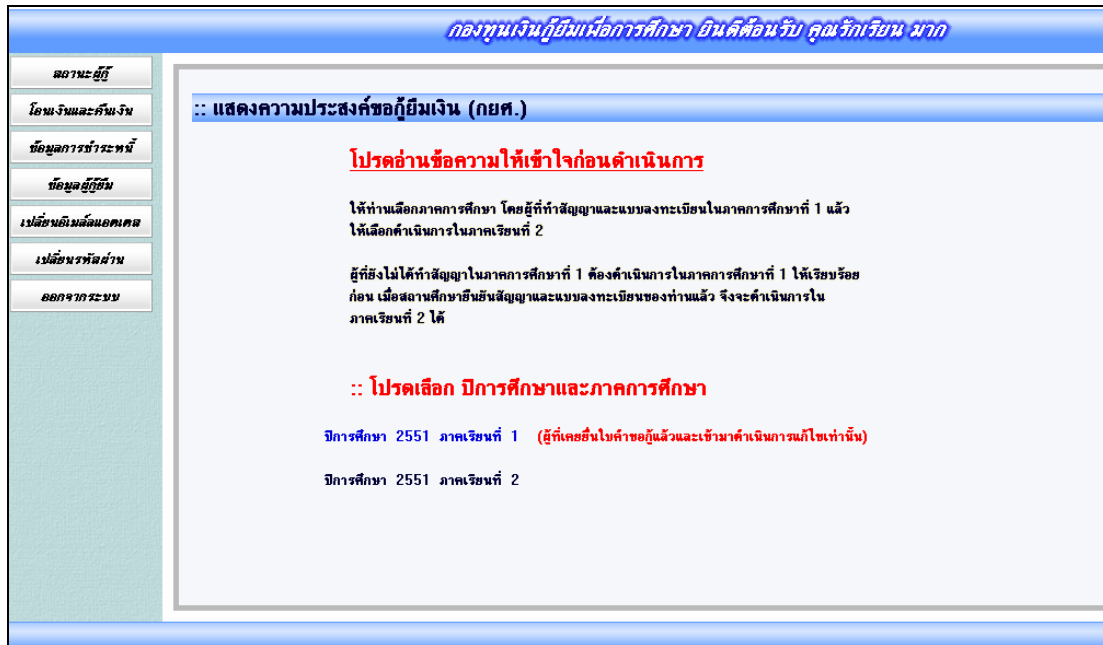 กองทุนเงินกู้ยืมเพื่อการศึกษา ยินดีต้อนรับ คุณรักเรียน มาก
สถานะผู้กู้
โอนเงินและคืนเงิน
ข้อมูลการชำระหนี้
ข้อมูลผู้กู้ยืม
เปลี่ยนอีเมล์แอดเดส
เปลี่ยนรหัสผ่าน
ออกจากระบบ
:: แสดงความประสงค์ขอกู้ยืมเงิน (กยศ.)
โปรดอ่านข้อความให้เข้าใจก่อนดำเนินการ
ให้ท่านเลือกภาคการศึกษา โดยผู้ที่ทำสัญญาและแบบลงทะเบียนในภาคการศึกษาที่ 1 แล้ว
ให้เลือกดำเนินการในภาคเรียนที่ 2
ผู้ที่ยังไม่ได้ทำสัญญาในภาคการศึกษาที่ 1 ต้องดำเนินการในภาคการศึกษาที่ 1 ให้เรียบร้อย
ก่อน เมื่อสถานศึกษายืนยันสัญญาและแบบลงทะเบียนของท่านแล้ว จึงจะดำเนินการใน
ภาคเรียนที่ 2 ได้
:: โปรดเลือก ปีการศึกษาและภาคการศึกษา
ปีการศึกษา 2551 ภาคเรียนที่ 1 (ผู้ที่เคยยื่นใบคำขอกู้แล้วและเข้ามาดำเนินการแก้ไขเท่านั้น)
ปีการศึกษา 2551 ภาคเรียนที่ 2